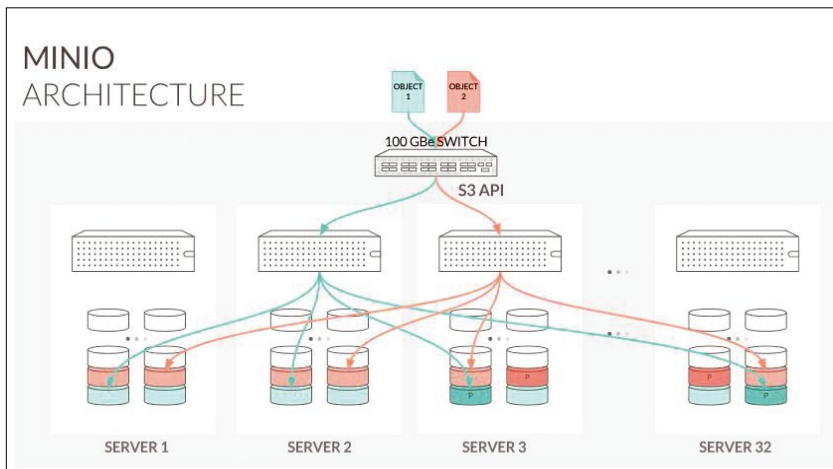 MINIO
ARCHITECTURE
OBJECT
1
OBJECT
2
100 GBe SWITCH
S3 API
P
P
P
P
SERVER 1
SERVER 2
SERVER 3
SERVER 32